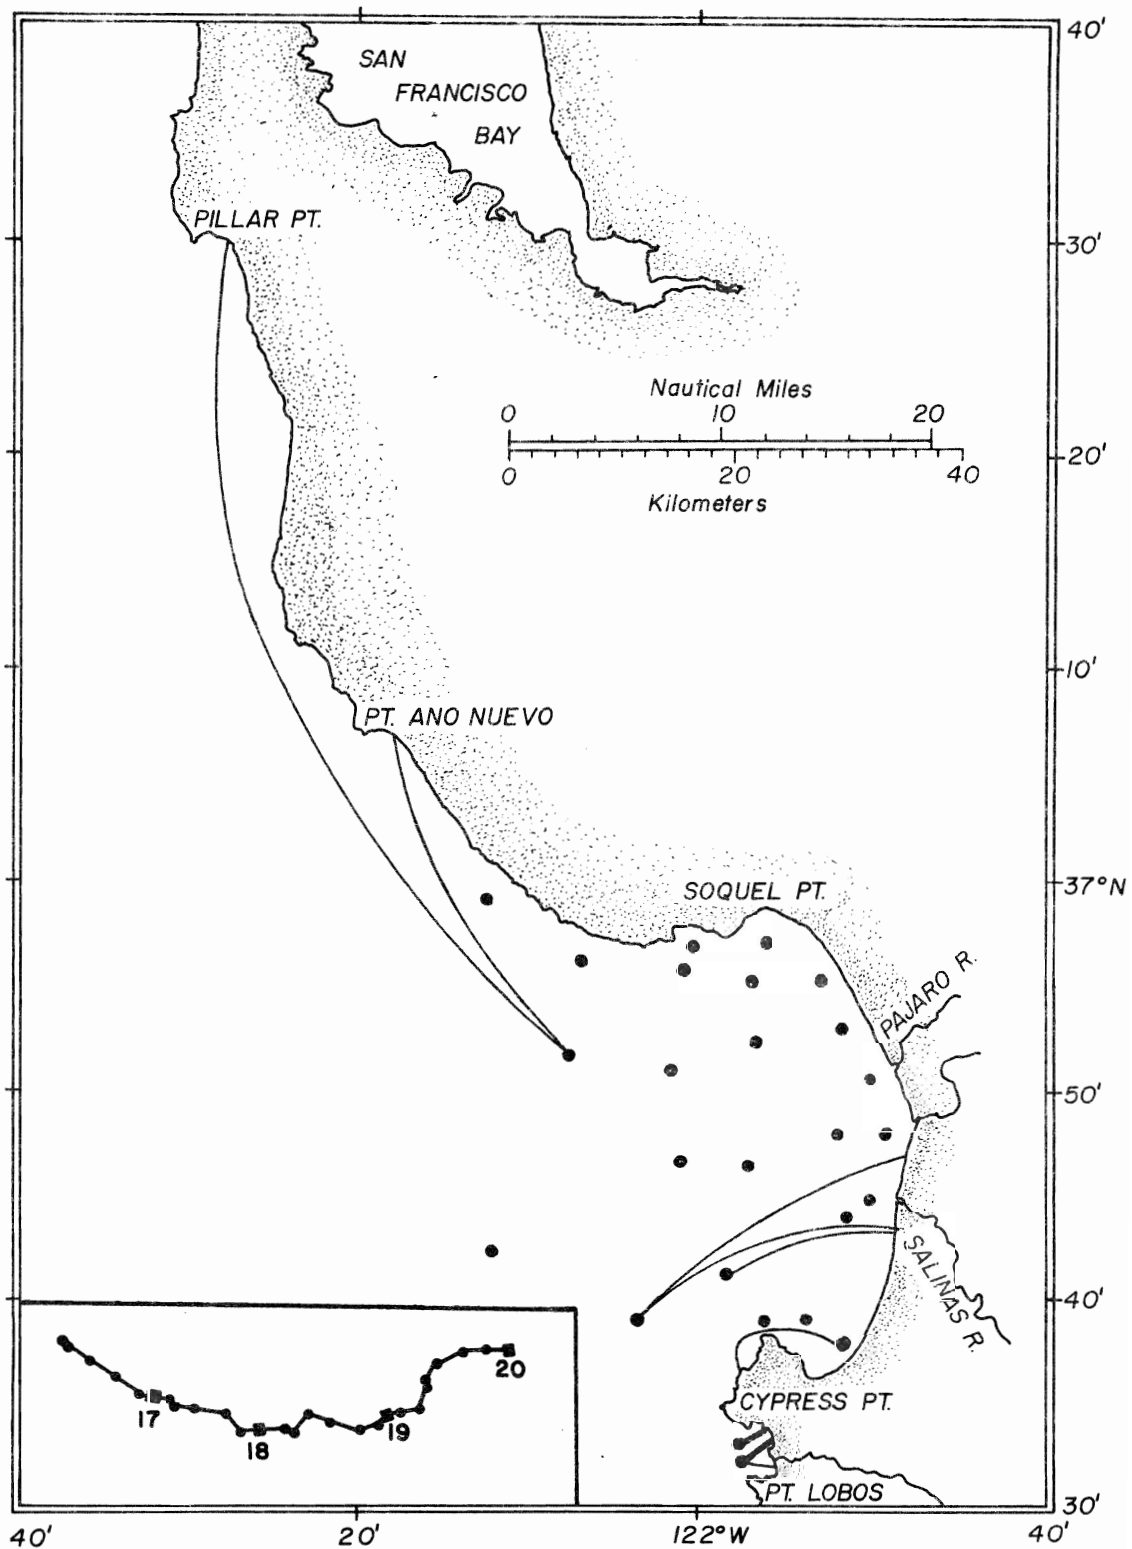 40'
SAN
FRANCISCO
BAY
PILLAR PT.
30'
Nautical Miles
0 10 20
20'
0 20 40
Kilometers
10'
PT. ANO NUEVO
37°N
SOQUEL PT.
PAJARO R.
50'
SALINAS R.
40'
20
17
19
18
CYPRESS PT.
PT. LOBOS
30'
40' 20' 122°W 40'